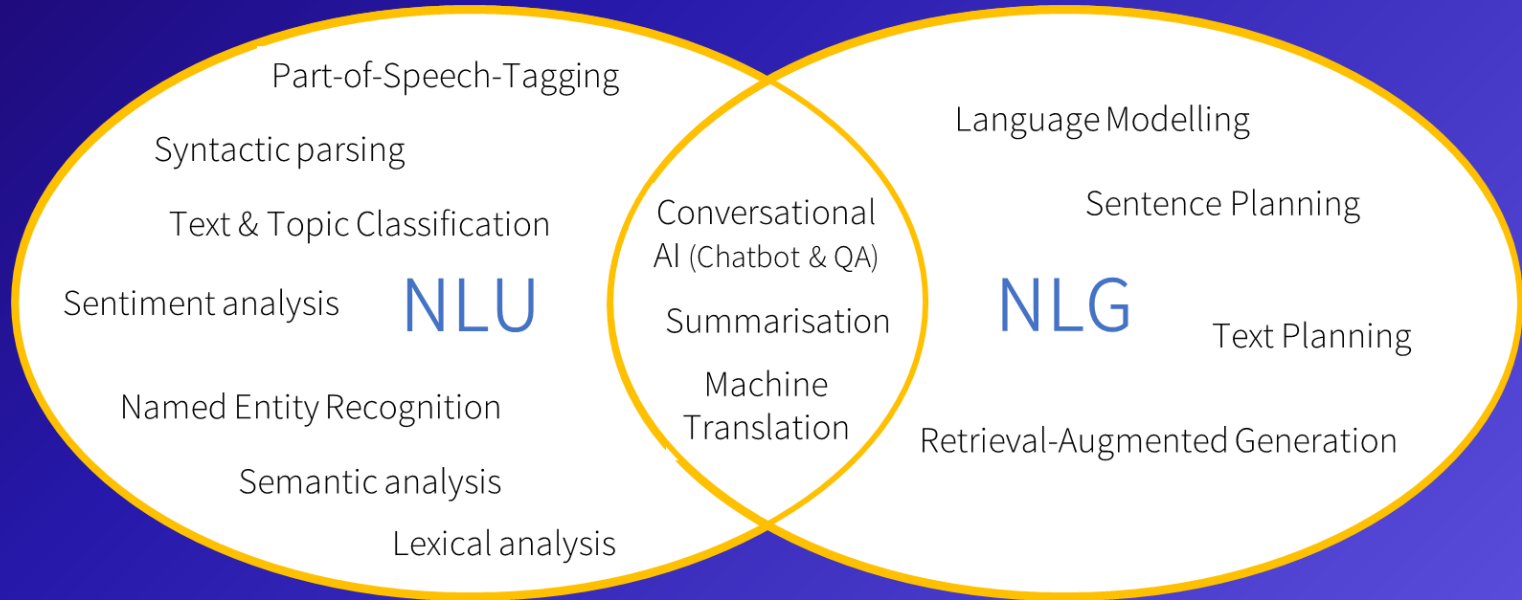 Part-of-Speech-Tagging
Syntactic parsing
Text & Topic Classification
Sentiment analysis
NLU
Named Entity Recognition
Semantic analysis
Lexical analysis
Conversational
AI (Chatbot & QA)
Summarisation
Machine
Translation
Language Modelling
Sentence Planning
NLG
Text Planning
Retrieval-Augmented Generation